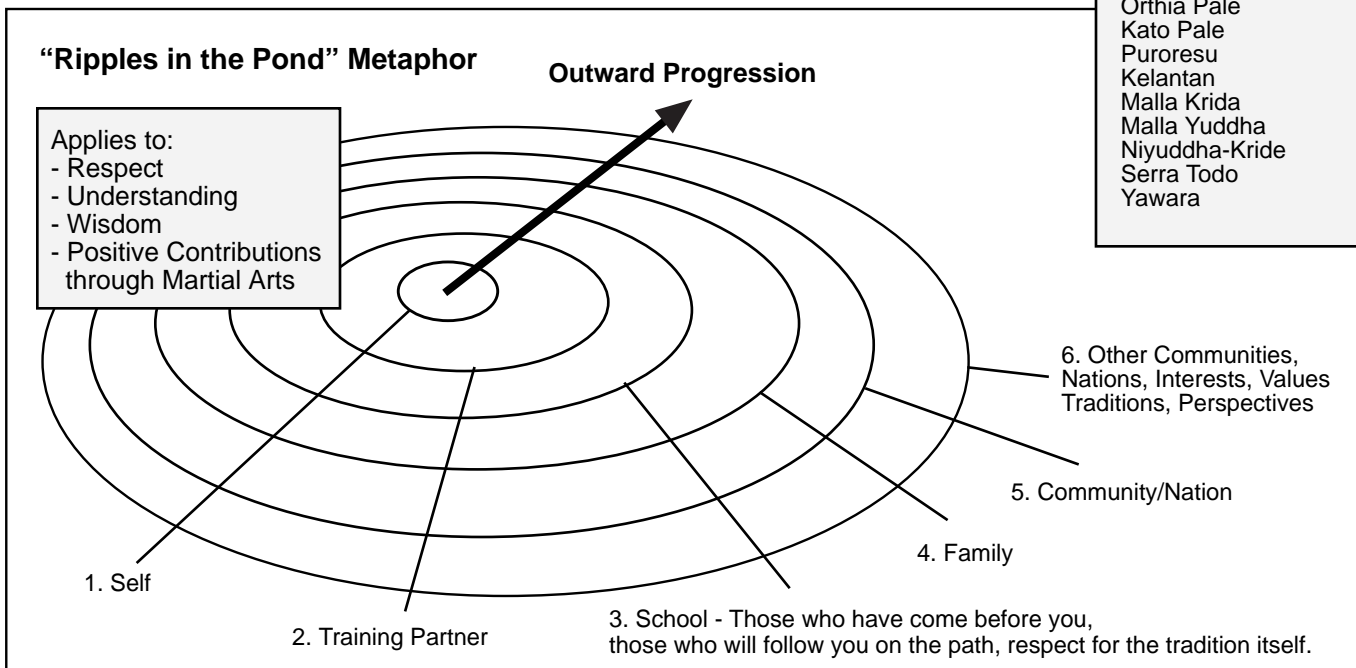 Orthia Pale
Kato Pale
Puroresu
Kelantan
Malla Krida
Malla Yuddha
Niyuddha-Kride
Serra Todo
Yawara
“Ripples in the Pond” Metaphor
Outward Progression
Applies to:
- Respect
- Understanding
- Wisdom
- Positive Contributions
through Martial Arts
6. Other Communities,
Nations, Interests, Values
Traditions, Perspectives
5. Community/Nation
4. Family
3. School - Those who have come before you,
those who will follow you on the path, respect for the tradition itself.
2. Training Partner
1. Self